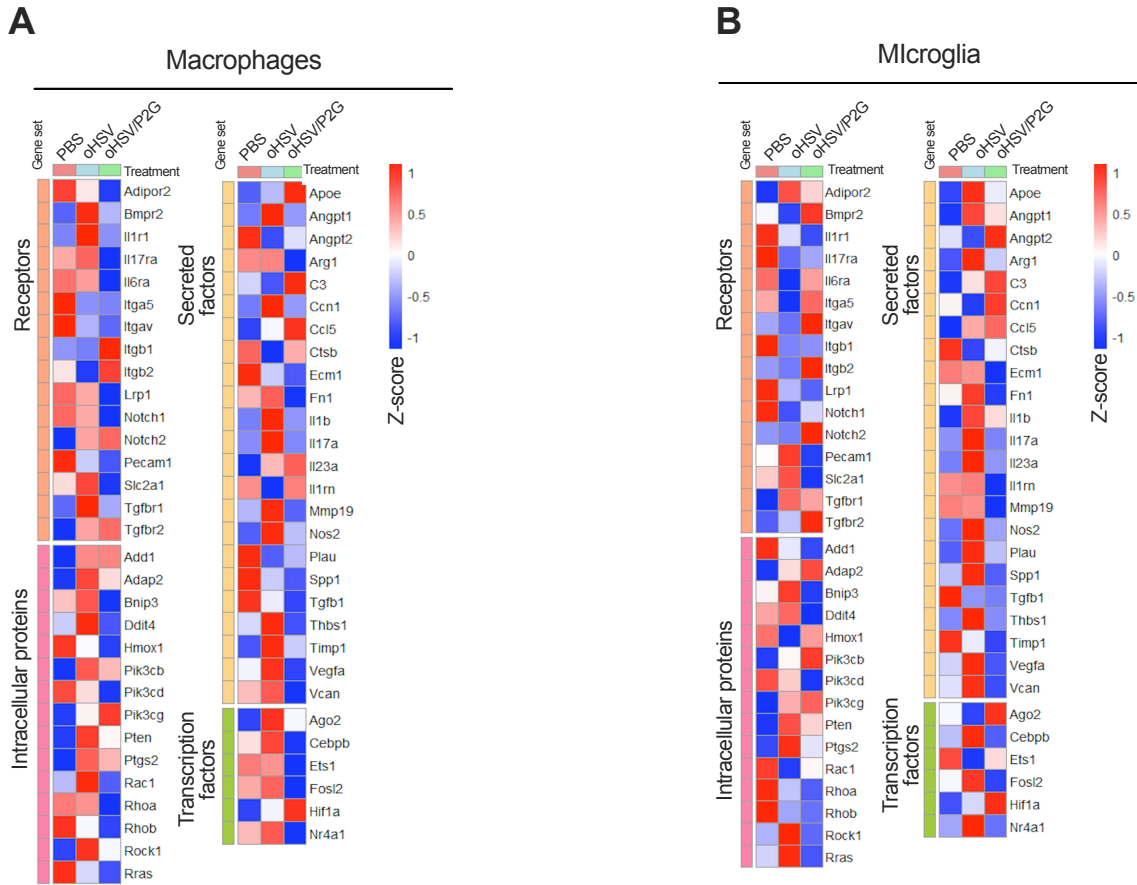 A
Macrophages
Gene set
PBS
oHSV
oHSV/P2G
Treatment
Receptors
Adipor2
Bmpr2
Il1r1
Il17ra
Il6ra
Itga5
Itgav
Itgb1
Itgb2
Lrp1
Notch1
Notch2
Pecam1
Slc2a1
Tgfbr1
Tgfbr2
Intracellular proteins
Add1
Adap2
Bnip3
Ddit4
Hmox1
Pik3cb
Pik3cd
Pik3cg
Pten
Ptgs2
Rac1
Rhoa
Rhob
Rock1
Rras
Gene set
PBS
oHSV
oHSV/P2G
Treatment
Secreted
factors
Apoe
Angpt1
Angpt2
Arg1
C3
Ccn1
Ccl5
Ctsb
Ecm1
Fn1
Il1b
Il17a
Il23a
Il1rn
Mmp19
Nos2
Plau
Spp1
Tgfb1
Thbs1
Timp1
Vegfa
Vcan
Transcription
factors
Ago2
Cebpb
Ets1
Fosl2
Hif1a
Nr4a1
1
0.5
0
-0.5
-1
Z-score
B
MIcroglia
Gene set
PBS
oHSV
oHSV/P2G
Treatment
Receptors
Adipor2
Bmpr2
Il1r1
Il17ra
Il6ra
Itga5
Itgav
Itgb1
Itgb2
Lrp1
Notch1
Notch2
Pecam1
Slc2a1
Tgfbr1
Tgfbr2
Intracellular proteins
Add1
Adap2
Bnip3
Ddit4
Hmox1
Pik3cb
Pik3cd
Pik3cg
Pten
Ptgs2
Rac1
Rhoa
Rhob
Rock1
Rras
Gene set
PBS
oHSV
oHSV/P2G
Treatment
Secreted
factors
Apoe
Angpt1
Angpt2
Arg1
C3
Ccn1
Ccl5
Ctsb
Ecm1
Fn1
Il1b
Il17a
Il23a
Il1rn
Mmp19
Nos2
Plau
Spp1
Tgfb1
Thbs1
Timp1
Vegfa
Vcan
Transcription
factors
Ago2
Cebpb
Ets1
Fosl2
Hif1a
Nr4a1
1
0.5
0
-0.5
-1
Z-score